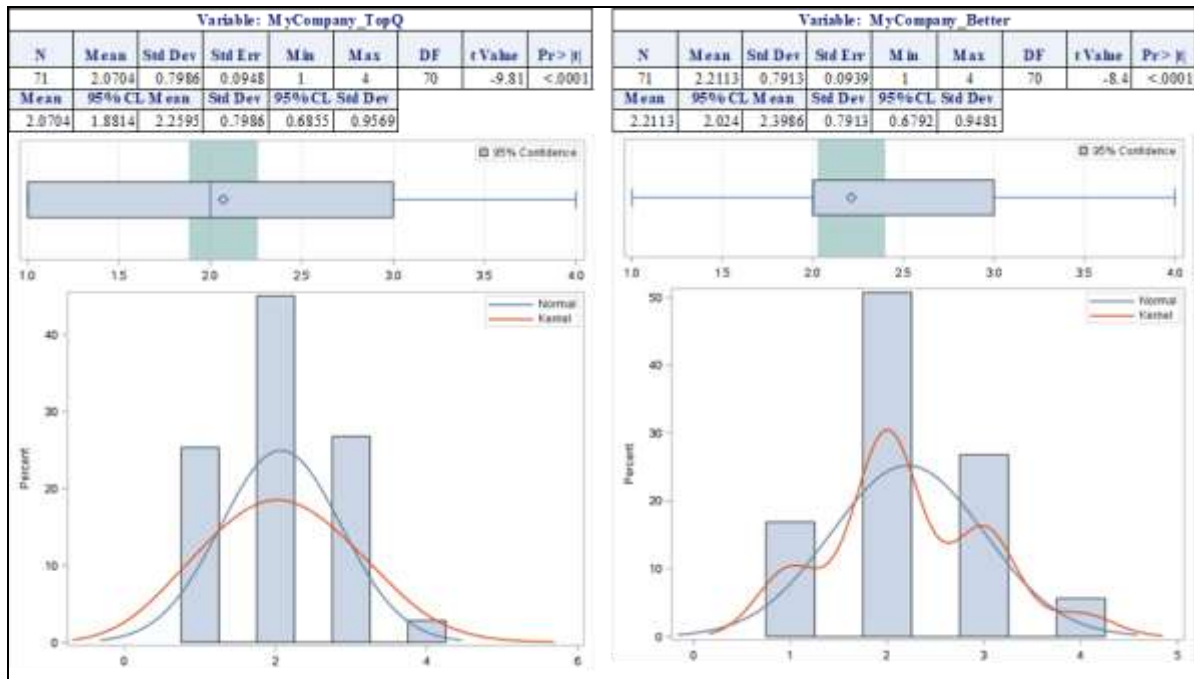 Variable: MyCompany_TopQ
N Mean Std Dev Std Err Min Max DF t Value Pr > |t|
71 2.0704 0.7986 0.0948 1 4 70 -9.81 <.0001
Mean 95% CL Mean Std Dev 95% CL Std Dev
2.0704 1.8814 2.2595 0.7986 0.6855 0.9569
95% Confidence
1.0 1.5 2.0 2.5 3.0 3.5 4.0
Normal
Kernel
40
30
20
10
0
Percent
0 2 4 6
Variable: MyCompany_Better
N Mean Std Dev Std Err Min Max DF t Value Pr > |t|
71 2.2113 0.7913 0.0939 1 4 70 -8.4 <.0001
Mean 95% CL Mean Std Dev 95% CL Std Dev
2.2113 2.024 2.3986 0.7913 0.6792 0.9481
95% Confidence
1.0 1.5 2.0 2.5 3.0 3.5 4.0
Normal
Kernel
50
40
30
20
10
0
Percent
0 1 2 3 4 5